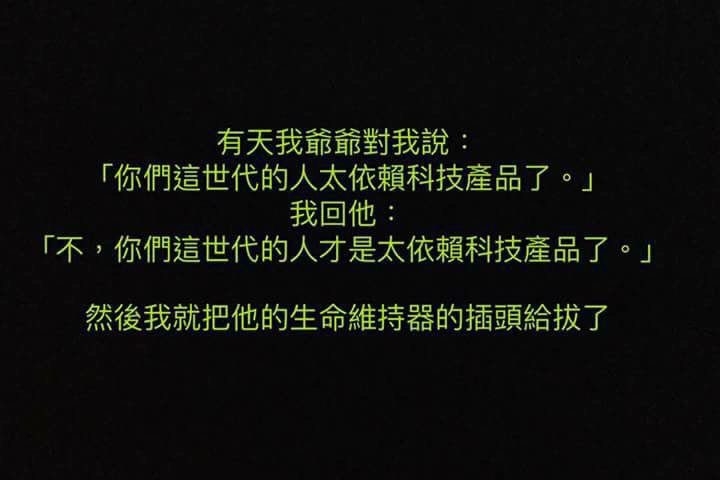 有天我爺爺對我說：
「你們這世代的人太依賴科技產品了。」
我回他：
「不，你們這世代的人才是太依賴科技產品了。」
然後我就把他的生命維持器的插頭給拔了